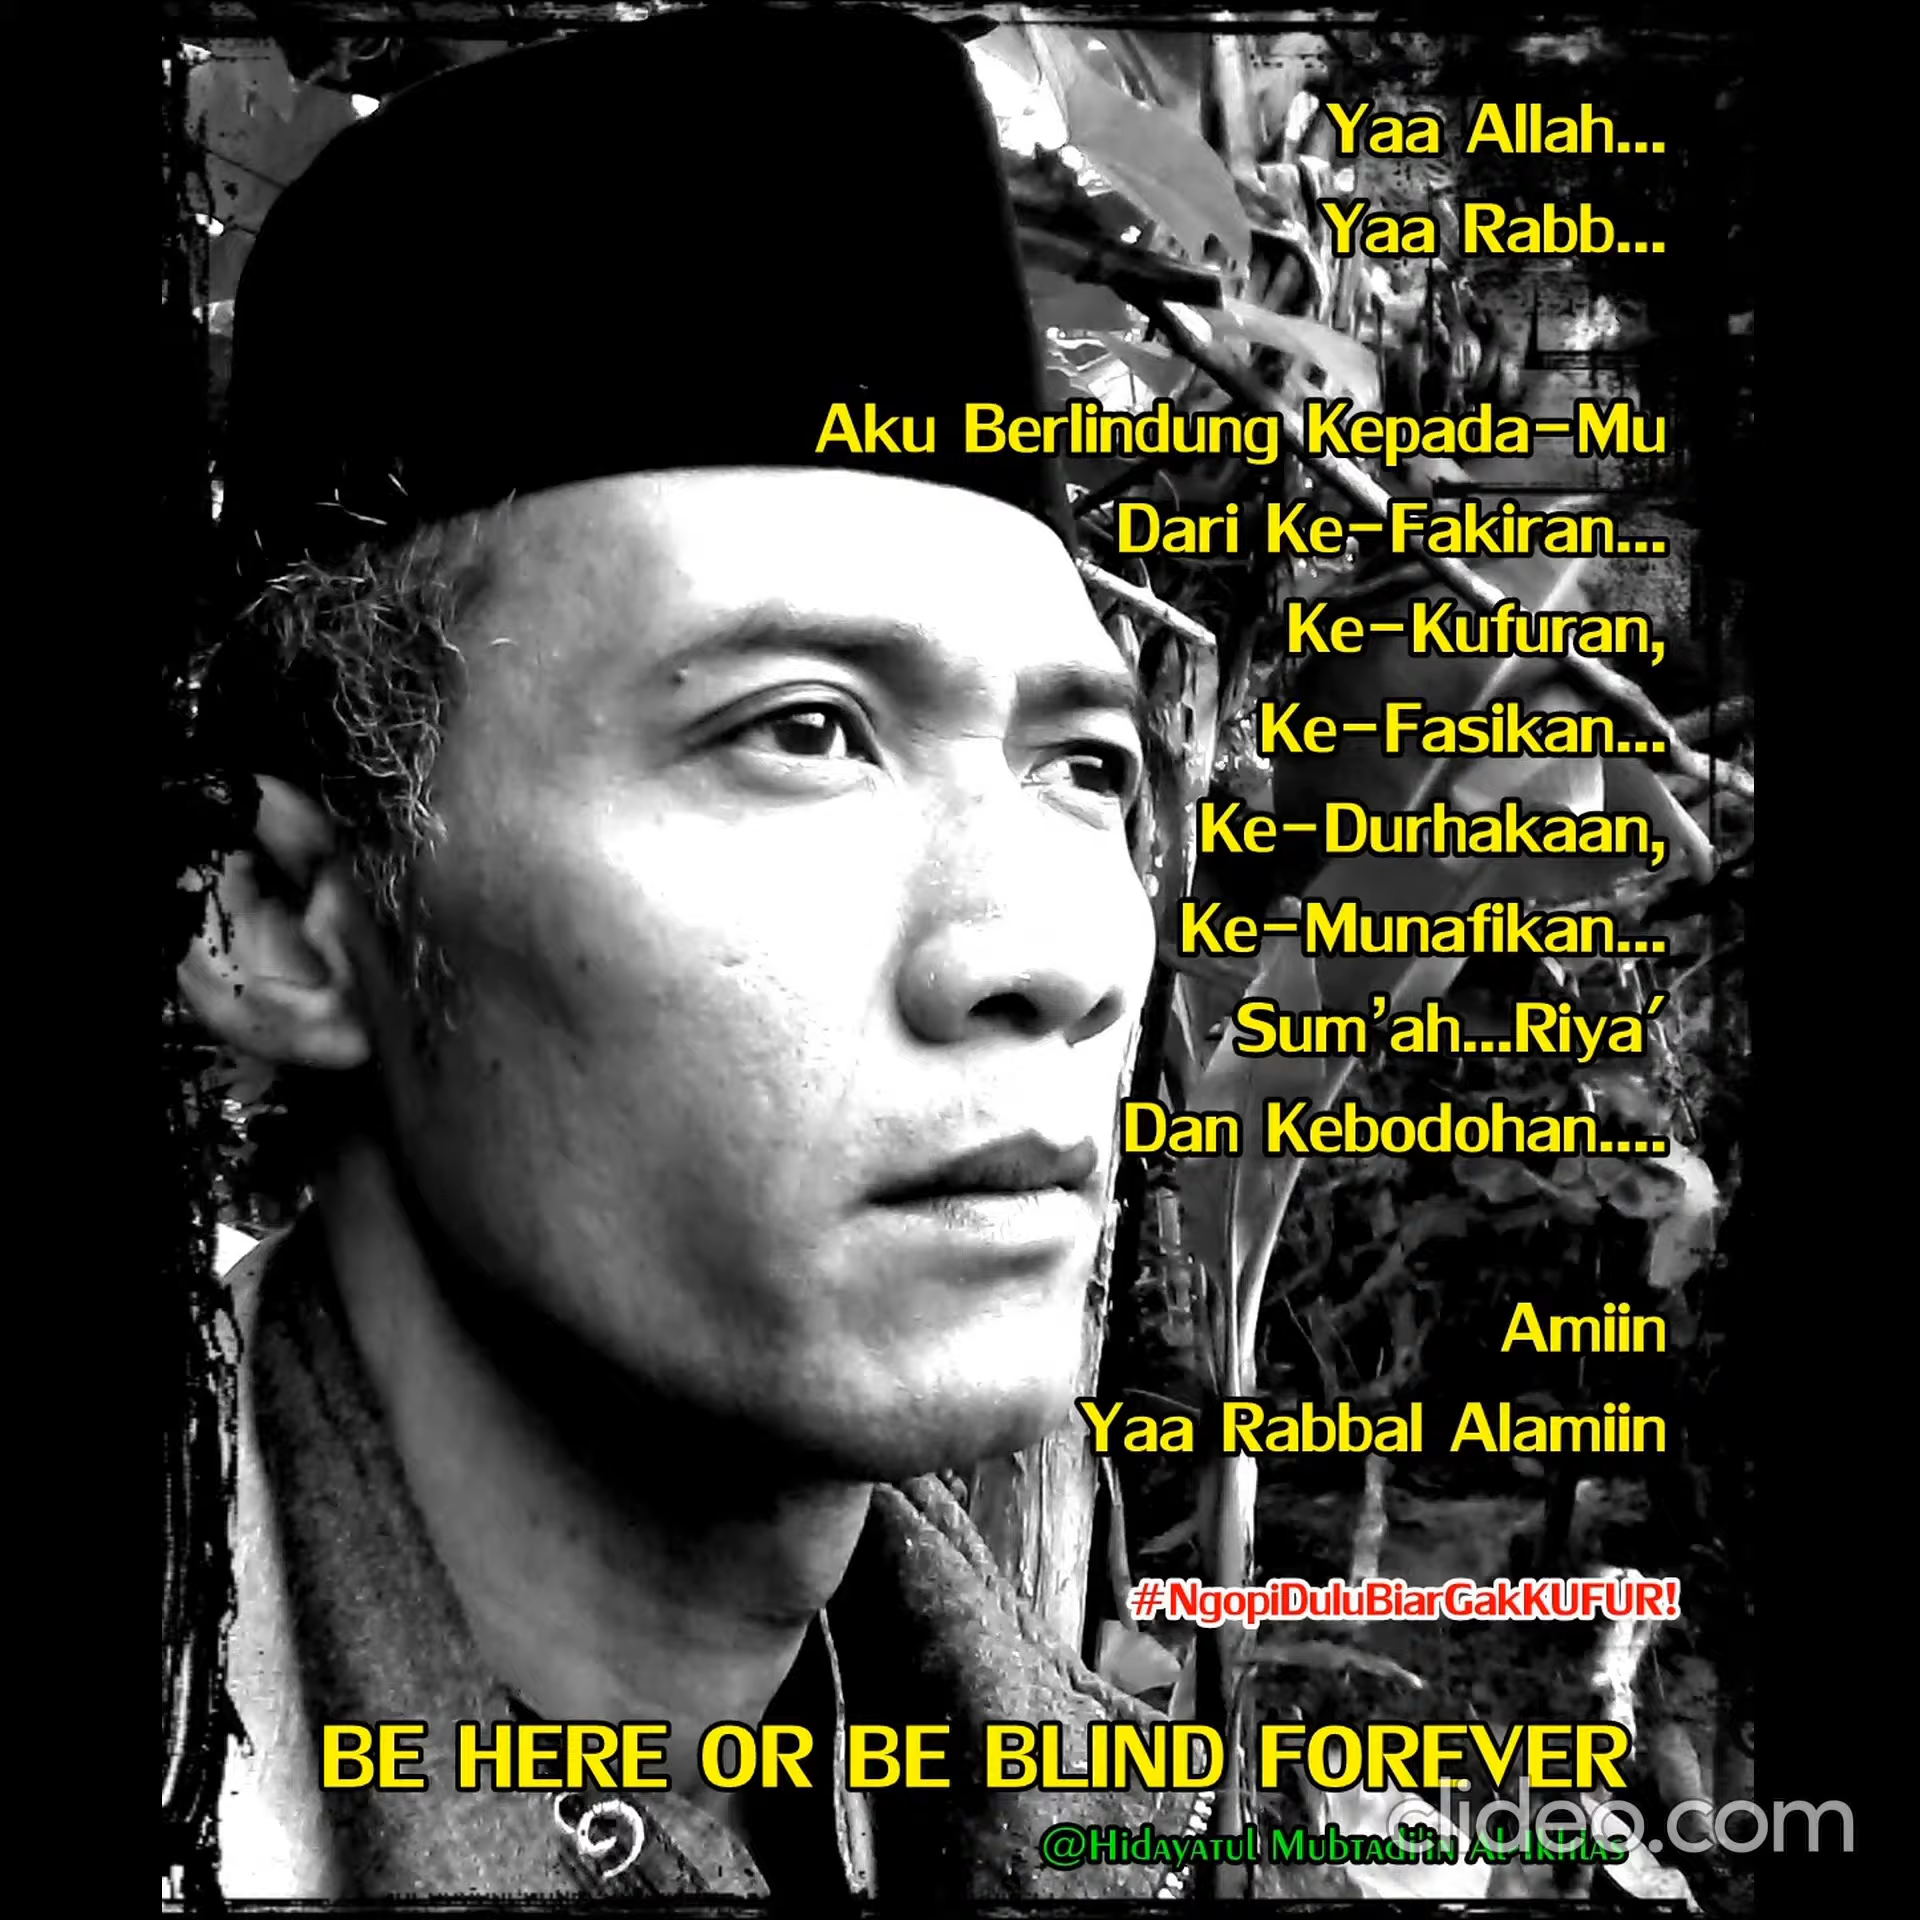 Yaa Allah...
Yaa Rabb...
Aku Berlindung Kepada-Mu
Dari Ke-Fakiran...
Ke-Kufuran,
Ke-Fasikan...
Ke-Durhakaan,
Ke-Munafikan...
Sum'ah...Riya'
Dan Kebodohan....
Amiin
Yaa Rabbal Alamiin
#NgopiDuluBiarGakKUFUR!
BE HERE OR BE BLIND FOREVER
clideo.com
@Hidayatul Mubtadi'in Al-Ikhlas